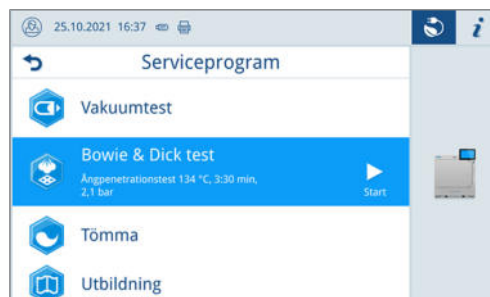 25.10.2021 16:37
i
Serviceprogram
Vakuumtest
Bowie & Dick test
Ångpenetrationstest 134 °C, 3:30 min,
2,1 bar
Start
Tömma
Utbildning